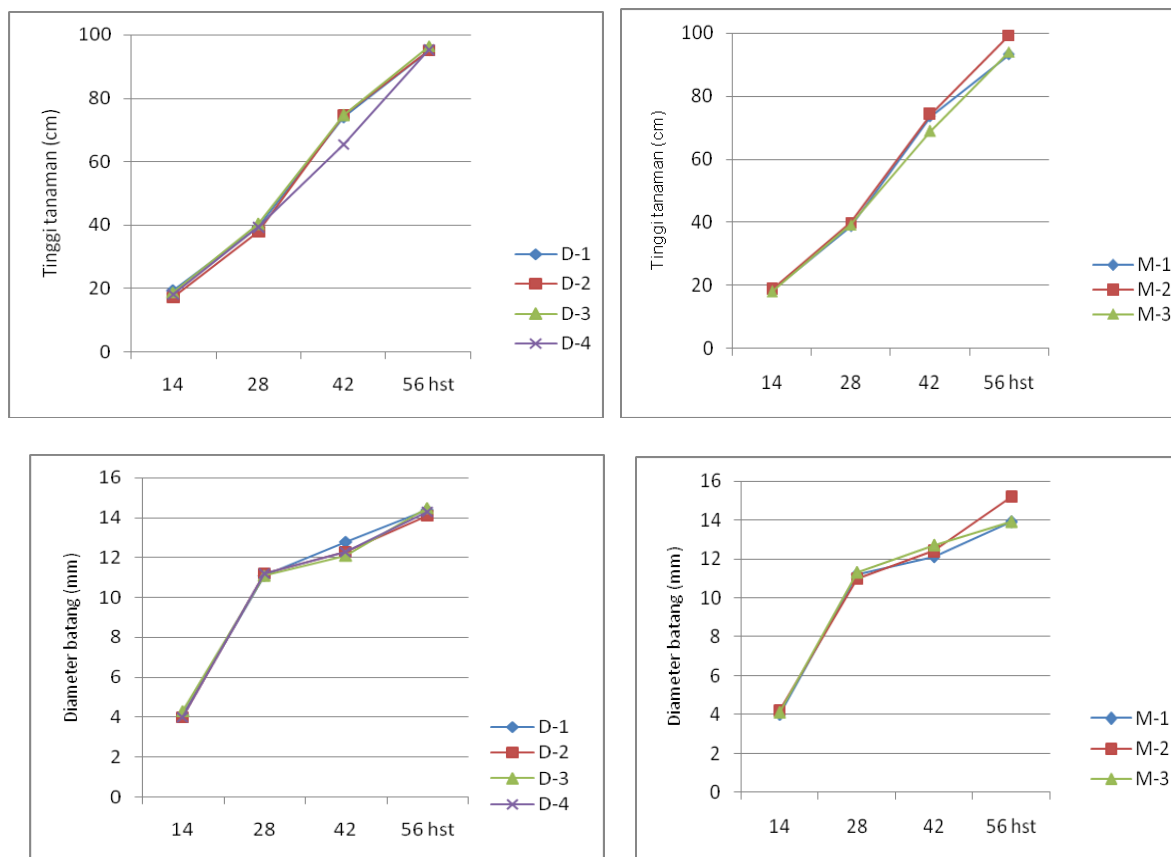 Tinggi tanaman (cm)
100
80
60
40
20
0
14 28 42 56 hst
D-1
D-2
D-3
D-4
Tinggi tanaman (cm)
100
80
60
40
20
0
14 28 42 56 hst
M-1
M-2
M-3
Diameter batang (mm)
16
14
12
10
8
6
4
2
0
14 28 42 56 hst
D-1
D-2
D-3
D-4
Diameter batang (mm)
16
14
12
10
8
6
4
2
0
14 28 42 56 hst
M-1
M-2
M-3